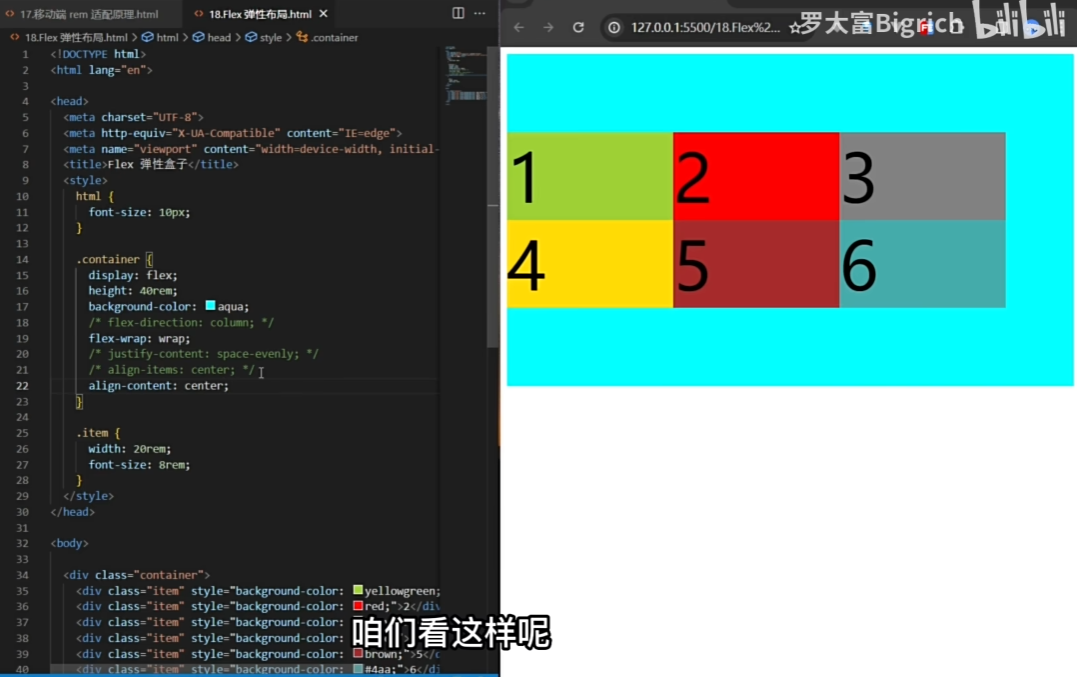 17.移动端 rem 适配原理.html
18.Flex 弹性布局.html
18.Flex 弹性布局.html > html > head > style > .container
1 <!DOCTYPE html>
2 <html lang="en">
3
4 <head>
5 <meta charset="UTF-8">
6 <meta http-equiv="X-UA-Compatible" content="IE=edge">
7 <meta name="viewport" content="width=device-width, initial-
8 <title>Flex 弹性盒子</title>
9 <style>
10 html {
11 font-size: 10px;
12 }
13
14 .container {
15 display: flex;
16 height: 40rem;
17 background-color: aqua;
18 /* flex-direction: column; */
19 flex-wrap: wrap;
20 /* justify-content: space-evenly; */
21 /* align-items: center; */
22 align-content: center;
23 }
24
25 .item {
26 width: 20rem;
27 font-size: 8rem;
28 }
29 </style>
30 </head>
31
32 <body>
33
34 <div class="container">
35 <div class="item" style="background-color: yellowgreen;
36 <div class="item" style="background-color: red;">2</div
37 <div class="item" style="background-color:
38 <div class="item" style="background-color:
39 <div class="item" style="background-color: brown;">5</
40 <div class="item" style="background-color: #4aa;">6</di
127.0.0.1:5500/18.Flex%2...
罗太富Bigrich bilibili
1 2 3
4 5 6
咱们看这样呢